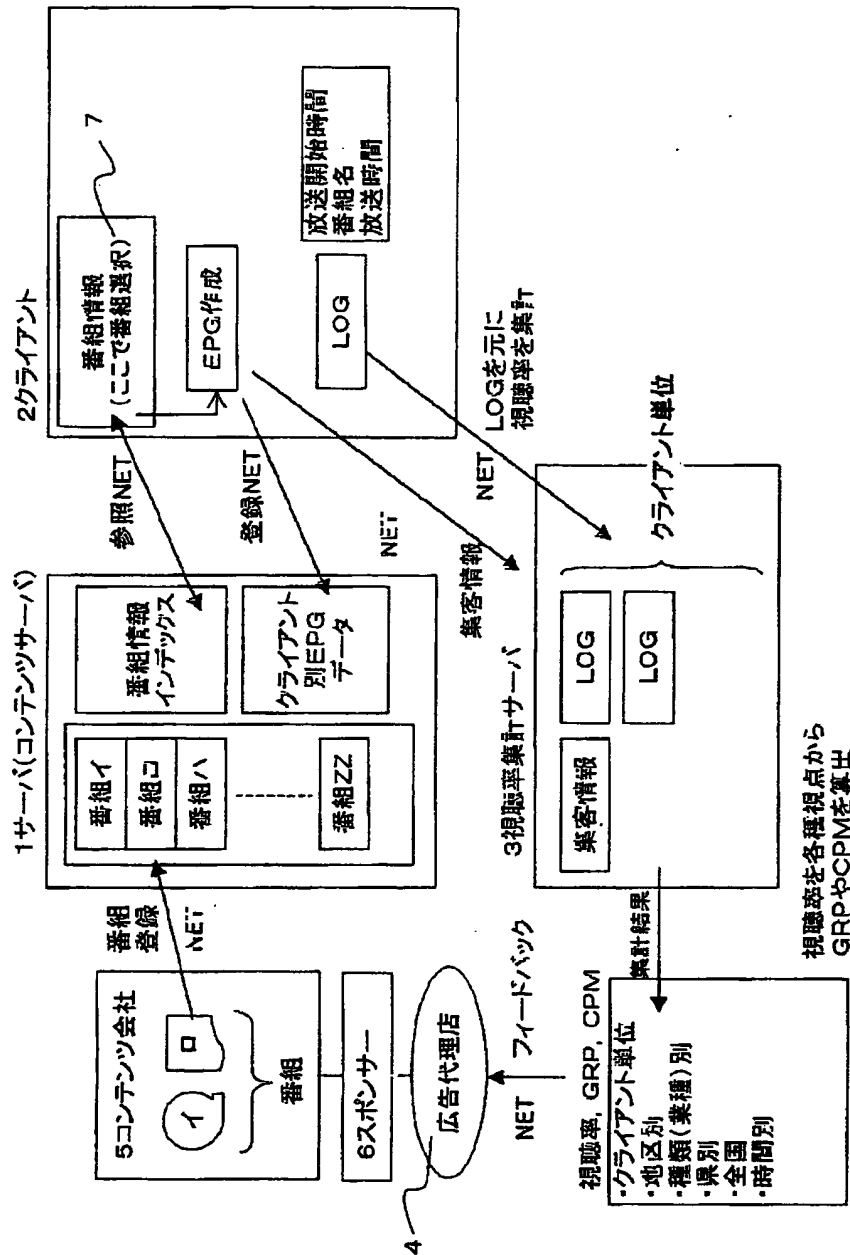 5コンテンツ会社
イ
ロ
番組
6スポンサー
広告代理店
4
番組
登録
NET
1サーバ(コンテンツサーバ)
番組イ
番組コ
番組ハ
番組ZZ
番組情報
インデックス
クライアント
別EPG
データ
参照NET
登録NET
NET
2クライアント
番組情報
(ここで番組選択)
7
EPG作成
LOG
放送開始時間
番組名
放送時間
集客情報
NET
LOGを元に
視聴率を集計
3視聴率集計サーバ
集客情報
LOG
LOG
クライアント単位
集計結果
NET
フィードバック
視聴率, GRP, CPM
・クライアント単位
・地区別
・種類(業種)別
・県別
・全国
・時間別
視聴率を各種視点から
GRPやCPMを算出